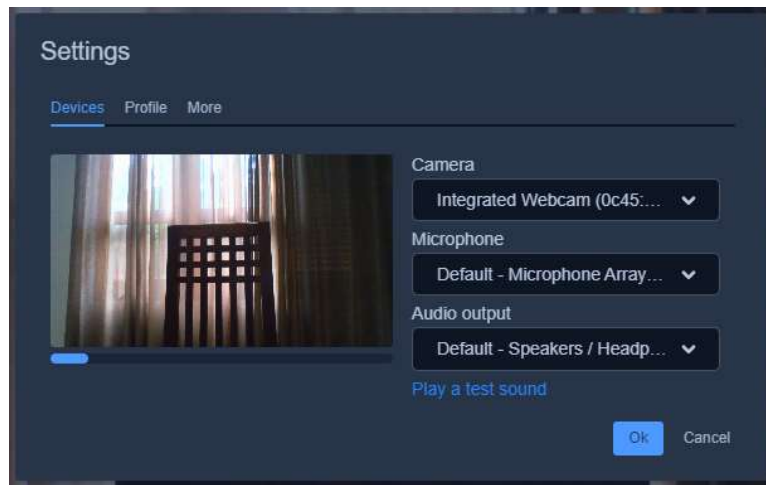 Settings
Devices Profile More
Camera
Integrated Webcam (0c45:...
Microphone
Default - Microphone Array...
Audio output
Default - Speakers / Headp...
Play a test sound
Ok Cancel